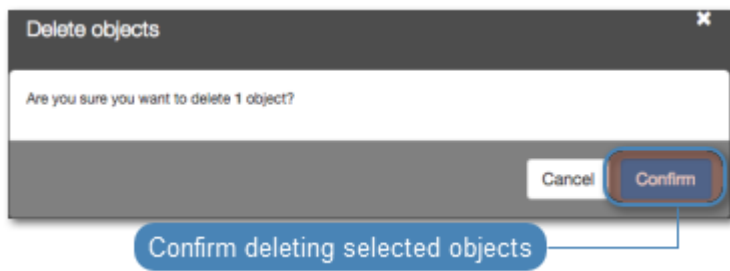 Delete objects
Are you sure you want to delete 1 object?
Cancel
Confirm
Confirm deleting selected objects